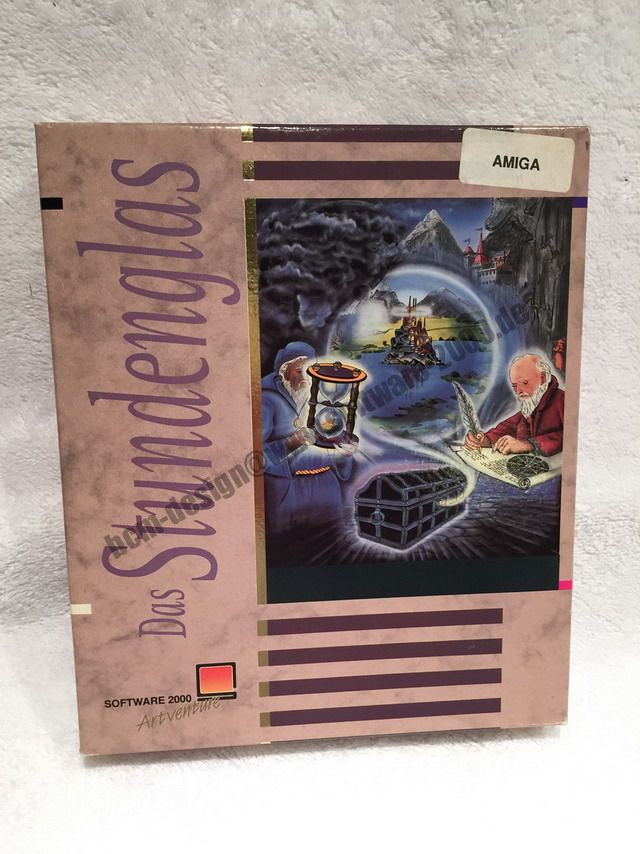 AMIGA
Das Stundenglas
SOFTWARE 2000
Artventure